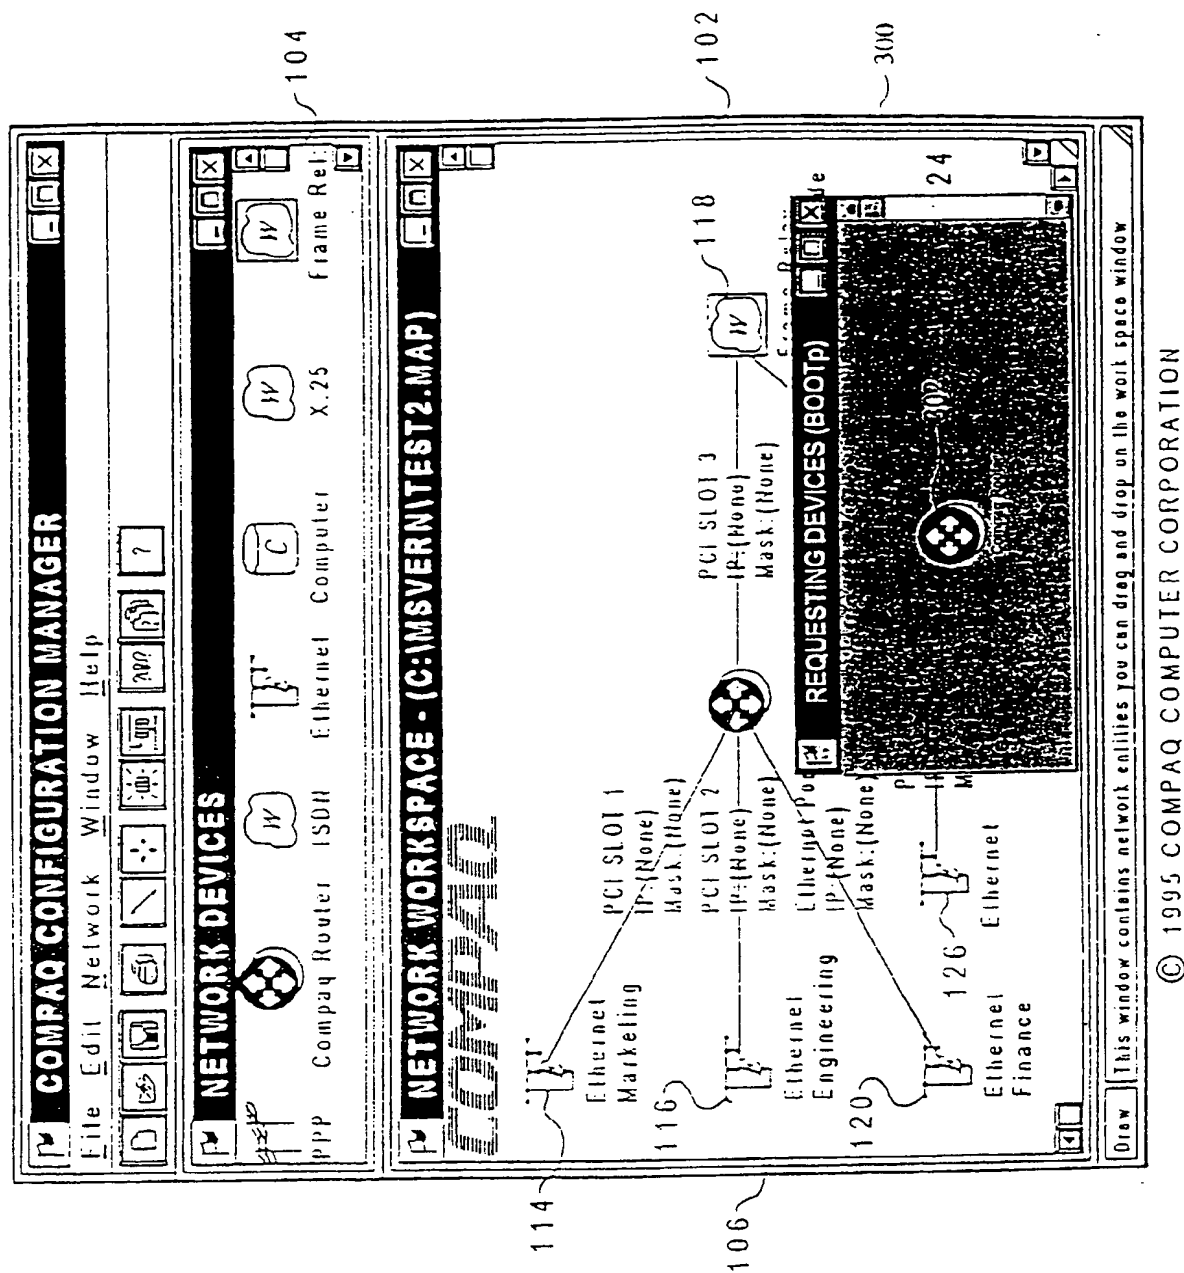 COMPAQ CONFIGURATION MANAGER
File Edit Network Window Help
?
NETWORK DEVICES
PPP
Compaq Router
ISDN
Ethernet
Computer
X.25
Frame Rel.
W
C
W
W
104
NETWORK WORKSPACE - (C:\MSVERNITEST2.MAP)
COMPAQ
102
114
Ethernet
Marketing
PCI SLOT 1
IP:(None)
Mask:(None)
116
Ethernet
Engineering
PCI SLOT 2
IP:(None)
Mask:(None)
PCI SLOT 3
IP:(None)
Mask:(None)
W
118
120
Ethernet
Finance
Ethernet Po
IP:(None)
Mask:(None)
126
Ethernet
P
IP
M
24
REQUESTING DEVICES (BOOTp)
302
300
106
Draw
This window contains network entities you can drag and drop on the work space window
© 1995 COMPAQ COMPUTER CORPORATION